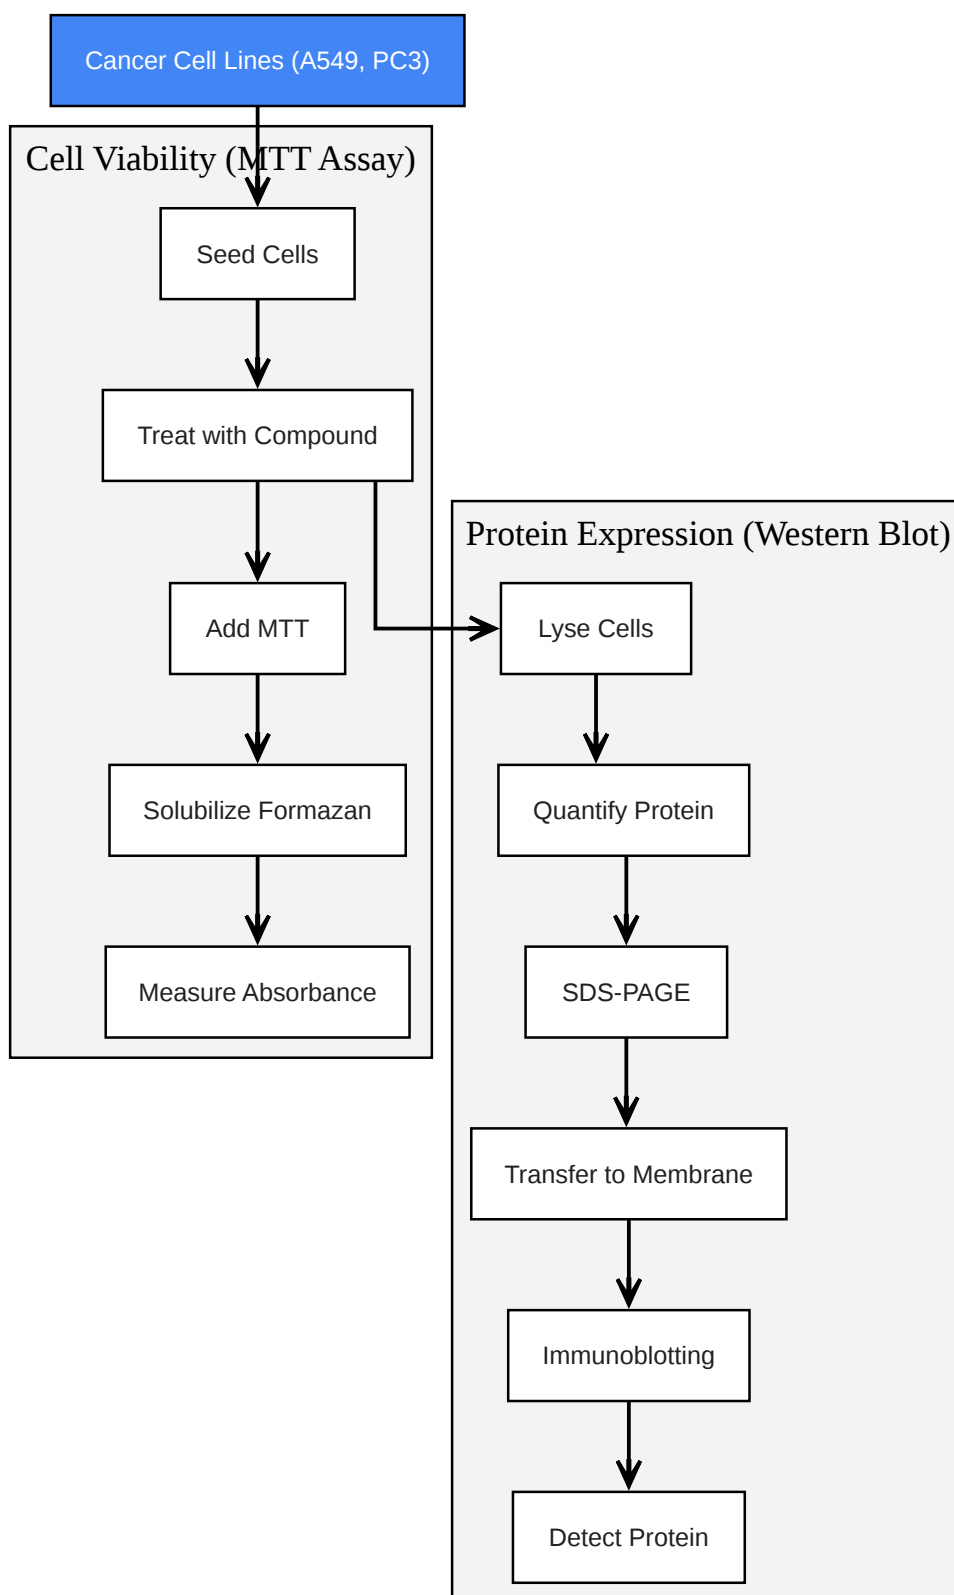 Cancer Cell Lines (A549, PC3)
Cell Viability (MTT Assay)
Seed Cells
Treat with Compound
Add MTT
Solubilize Formazan
Measure Absorbance
Protein Expression (Western Blot)
Lyse Cells
Quantify Protein
SDS-PAGE
Transfer to Membrane
Immunoblotting
Detect Protein